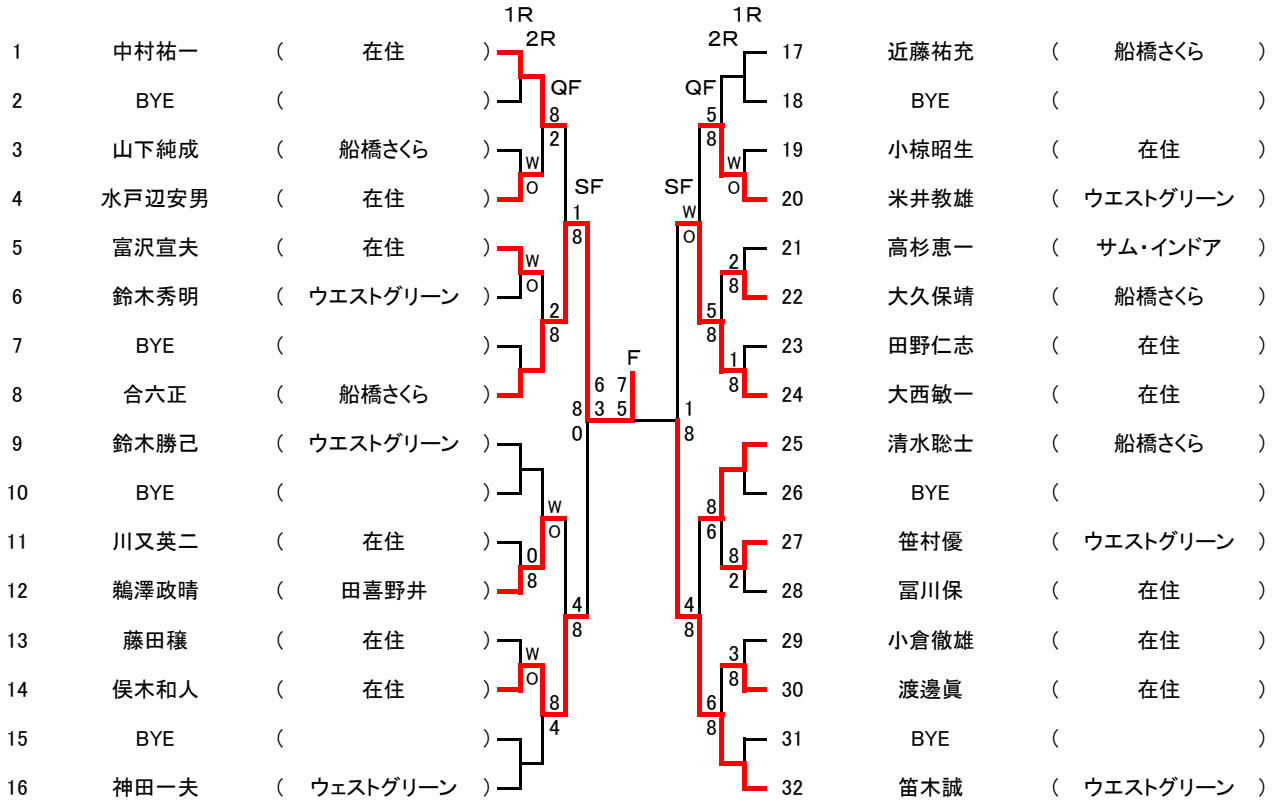 1R 1R
2R 2R
1 中村祐一 ( 在住 ) 17 近藤祐充 ( 船橋さくら )
QF QF
2 BYE ( ) 18 BYE ( )
8 5
2 8
3 山下純成 ( 船橋さくら ) 19 小椋昭生 ( 在住 )
W W
O O
SF SF
4 水戸辺安男 ( 在住 ) 20 米井教雄 ( ウエストグリーン )
1 W
8 O
5 富沢宣夫 ( 在住 ) 21 高杉恵一 ( サム・インドア )
W 2
O 8
6 鈴木秀明 ( ウエストグリーン ) 22 大久保靖 ( 船橋さくら )
2 5
8 8
7 BYE ( ) 23 田野仁志 ( 在住 )
F 1
6 7 8
8 合六正 ( 船橋さくら ) 24 大西敏一 ( 在住 )
8 3 5 1
0 8
9 鈴木勝己 ( ウエストグリーン ) 25 清水聡士 ( 船橋さくら )
10 BYE ( ) 26 BYE ( )
W 8
O 6
11 川又英二 ( 在住 ) 27 笹村優 ( ウエストグリーン )
0 8
8 2
12 鵜澤政晴 ( 田喜野井 ) 28 冨川保 ( 在住 )
4 4
8 8
13 藤田穣 ( 在住 ) 29 小倉徹雄 ( 在住 )
W 3
O 8
14 俣木和人 ( 在住 ) 30 渡邊眞 ( 在住 )
8 6
4 8
15 BYE ( ) 31 BYE ( )
16 神田一夫 ( ウェストグリーン ) 32 笛木誠 ( ウエストグリーン )